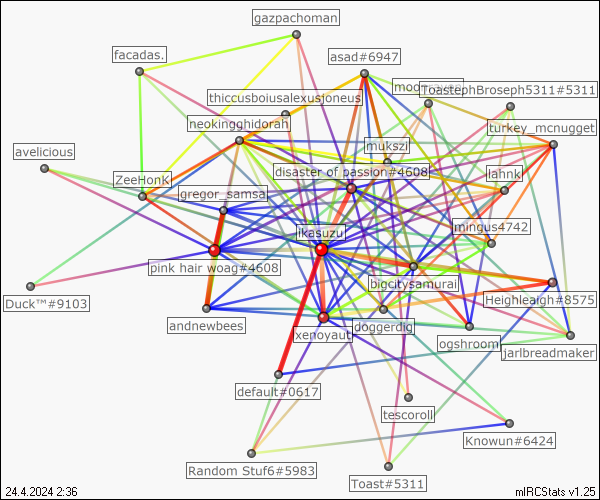 gazpachoman
facadas.
asad#6947
ToastephBroseph5311#5311
thiccusboiusalexusjoneus
neokingghidorah
turkey_mcnugget
mukszi
avelicious
disaster of passion#4608
lahnk
ZeeHonK
gregor_samsa
mingus4742
ikasuzu
pink hair woag#4608
bigcitysamurai
Duck™#9103
Heighleaigh#8575
andnewbees
doggerdig
xenoyaut
ogshroom
jarlbreadmaker
default#0617
tescoroll
Knowun#6424
Random Stuf6#5983
Toast#5311
24.4.2024 2:36
mIRCStats v1.25